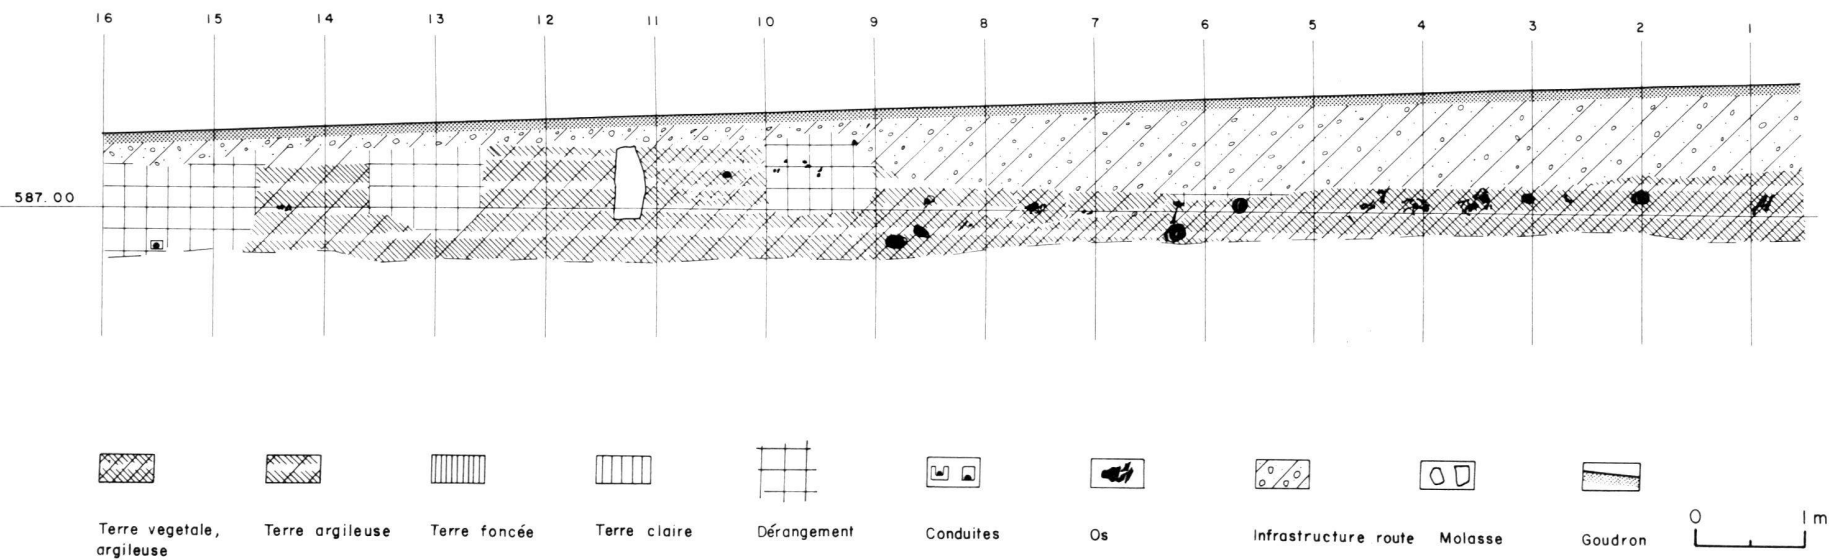 16 15 14 13 12 11 10 9 8 7 6 5 4 3 2 1
587.00
Terre vegetale, argileuse
Terre argileuse
Terre foncée
Terre claire
Dérangement
Conduites
Os
Infrastructure route
Molasse
Goudron
0 1 m